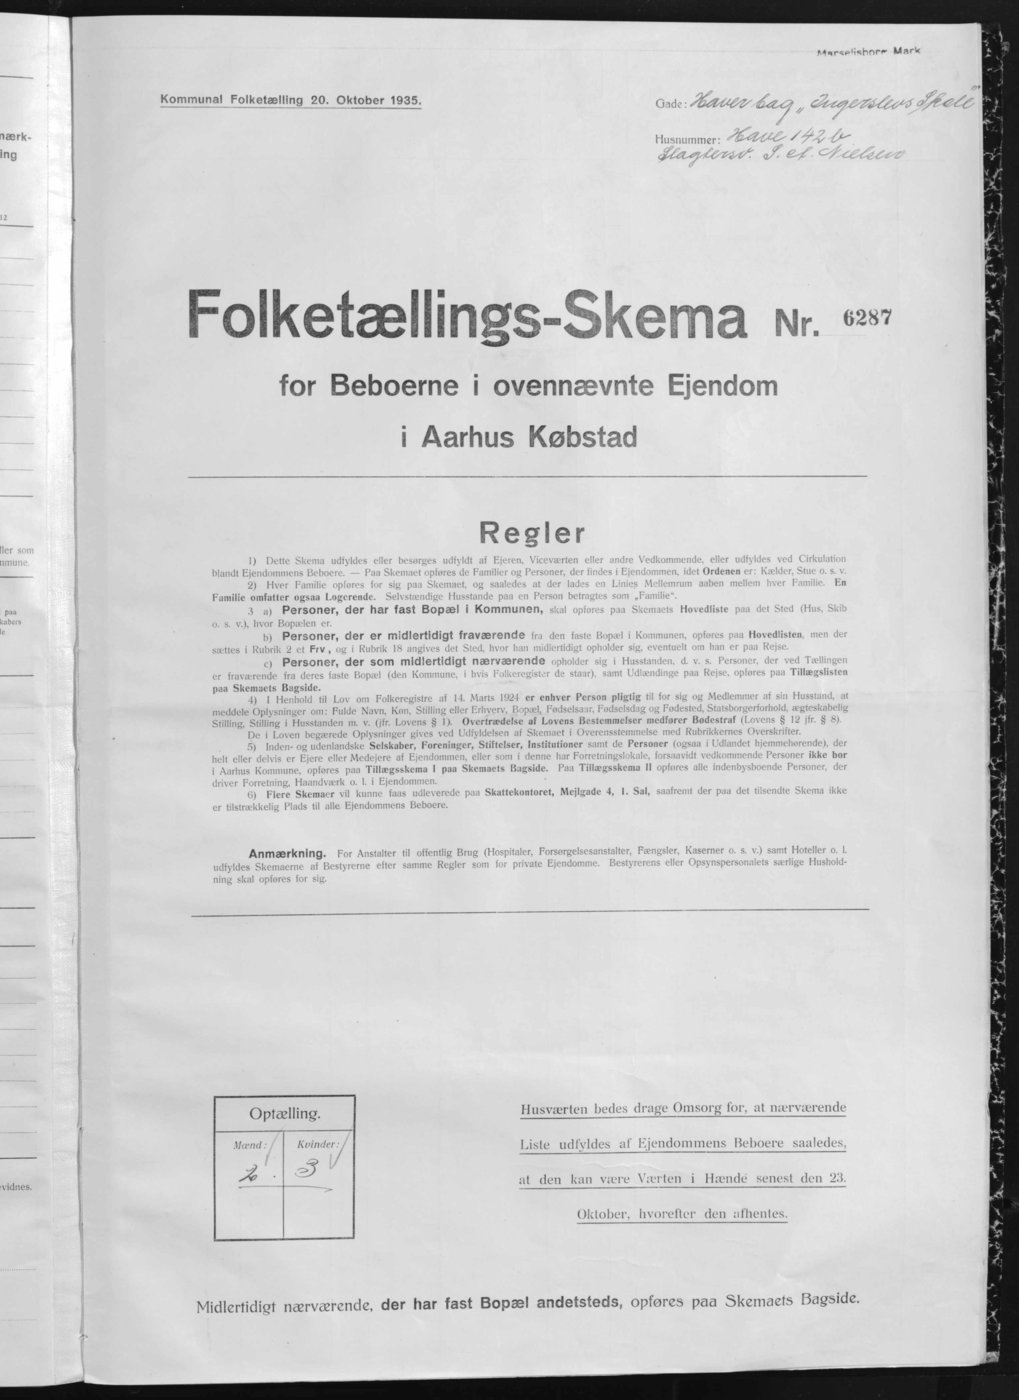 Marselisborg Mark
Kommunal Folketælling 20. Oktober 1935.
Gade: Haver bag „Ingerslevs Skole"
Husnummer: Have 142 b
Slagtersv. S. A. Nielsen
Folketællings-Skema Nr. 6287
for Beboerne i ovennævnte Ejendom
i Aarhus Købstad
Regler
1) Dette Skema udfyldes eller besørges udfyldt af Ejeren, Viceværten eller andre Vedkommende, eller udfyldes ved Cirkulation
blandt Ejendommens Beboere. — Paa Skemaet opføres de Familier og Personer, der findes i Ejendommen, idet Ordenen er: Kælder, Stue o. s. v.
2) Hver Familie opføres for sig paa Skemaet, og saaledes at der lades en Linies Mellemrum aaben mellem hver Familie. En
Familie omfatter ogsaa Logerende. Selvstændige Husstande paa en Person betragtes som „Familie".
3 a) Personer, der har fast Bopæl i Kommunen, skal opføres paa Skemaets Hovedliste paa det Sted (Hus, Skib
o. s. v.), hvor Bopælen er.
b) Personer, der er midlertidigt fraværende fra den faste Bopæl i Kommunen, opføres paa Hovedlisten, men der
sættes i Rubrik 2 et Frv , og i Rubrik 18 angives det Sted, hvor han midlertidigt opholder sig, eventuelt om han er paa Rejse.
c) Personer, der som midlertidigt nærværende opholder sig i Husstanden, d. v. s. Personer, der ved Tællingen
er fraværende fra deres faste Bopæl (den Kommune, i hvis Folkeregister de staar), samt Udlændinge paa Rejse, opføres paa Tillægslisten
paa Skemaets Bagside.
4) I Henhold til Lov om Folkeregistre af 14. Marts 1924 er enhver Person pligtig til for sig og Medlemmer af sin Husstand, at
meddele Oplysninger om: Fulde Navn, Køn, Stilling eller Erhverv, Bopæl, Fødselsaar, Fødselsdag og Fødested, Statsborgerforhold, ægteskabelig
Stilling, Stilling i Husstanden m. v. (jfr. Lovens § 1). Overtrædelse af Lovens Bestemmelser medfører Bødestraf (Lovens § 12 jfr. § 8).
De i Loven begærede Oplysninger gives ved Udfyldelsen af Skemaet i Overensstemmelse med Rubrikkernes Overskrifter.
5) Inden- og udenlandske Selskaber, Foreninger, Stiftelser, Institutioner samt de Personer (ogsaa i Udlandet hjemmehørende), der
helt eller delvis er Ejere eller Medejere af Ejendommen, eller som i denne har Forretningslokale, forsaavidt vedkommende Personer ikke bor
i Aarhus Kommune, opføres paa Tillægsskema I paa Skemaets Bagside. Paa Tillægsskema II opføres alle indenbysboende Personer, der
driver Forretning, Haandværk o. l. i Ejendommen.
6) Flere Skemaer vil kunne faas udleverede paa Skattekontoret, Mejlgade 4, 1. Sal, saafremt der paa det tilsendte Skema ikke
er tilstrækkelig Plads til alle Ejendommens Beboere.
Anmærkning. For Anstalter til offentlig Brug (Hospitaler, Forsørgelsesanstalter, Fængsler, Kaserner o. s. v.) samt Hoteller o. l.
udfyldes Skemaerne af Bestyrerne efter samme Regler som for private Ejendomme. Bestyrerens eller Opsynspersonalets særlige Hushold-
ning skal opføres for sig.
Optælling.
Mænd: Kvinder:
2. 3
Husværten bedes drage Omsorg for, at nærværende
Liste udfyldes af Ejendommens Beboere saaledes,
at den kan være Værten i Hænde senest den 23.
Oktober, hvorefter den afhentes.
Midlertidigt nærværende, der har fast Bopæl andetsteds, opføres paa Skemaets Bagside.